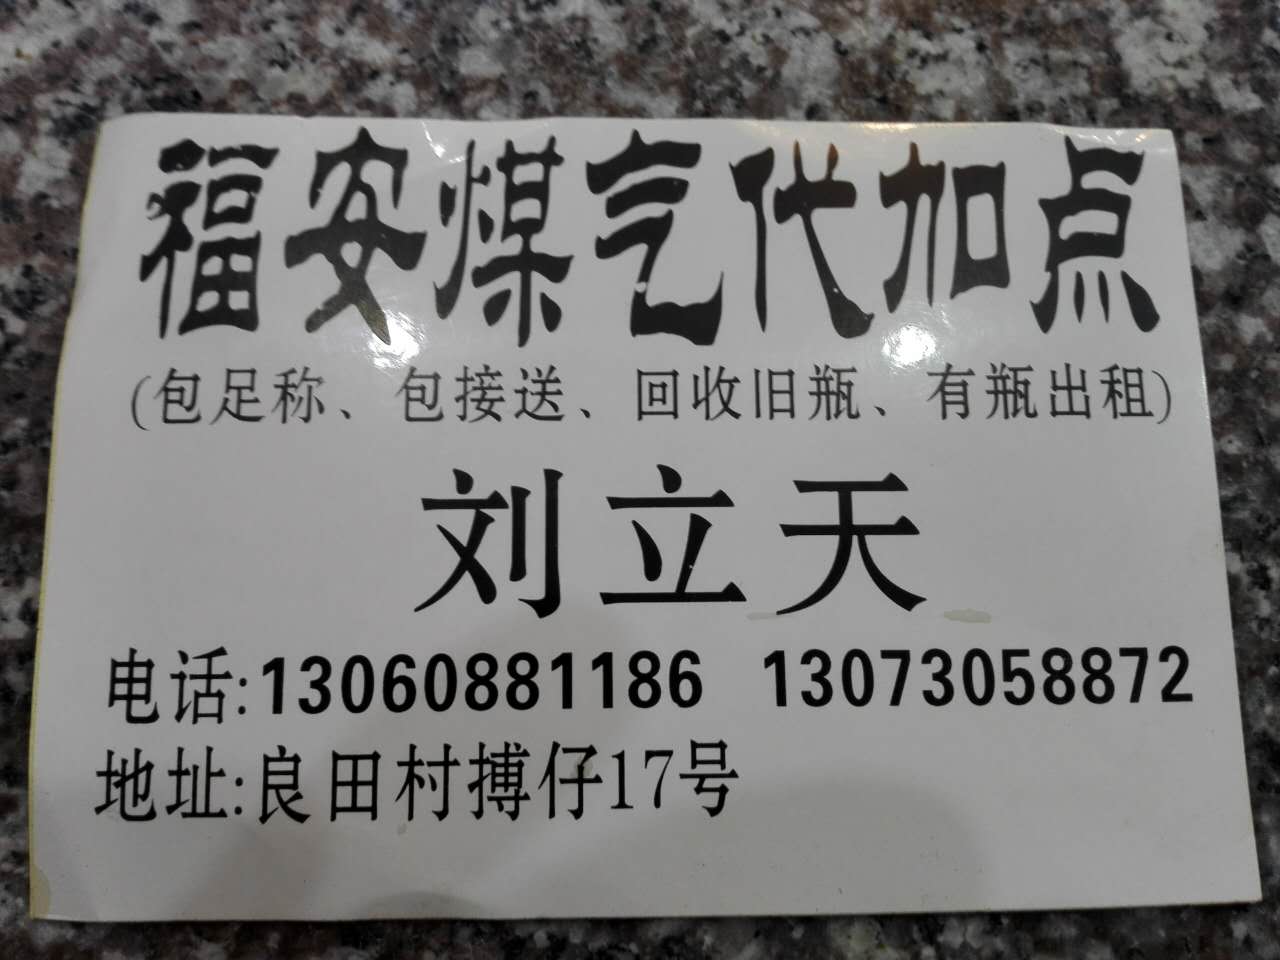 福安煤气代加点
(包足称、包接送、回收旧瓶、有瓶出租)
刘立天
电话:13060881186 13073058872
地址:良田村搏仔17号